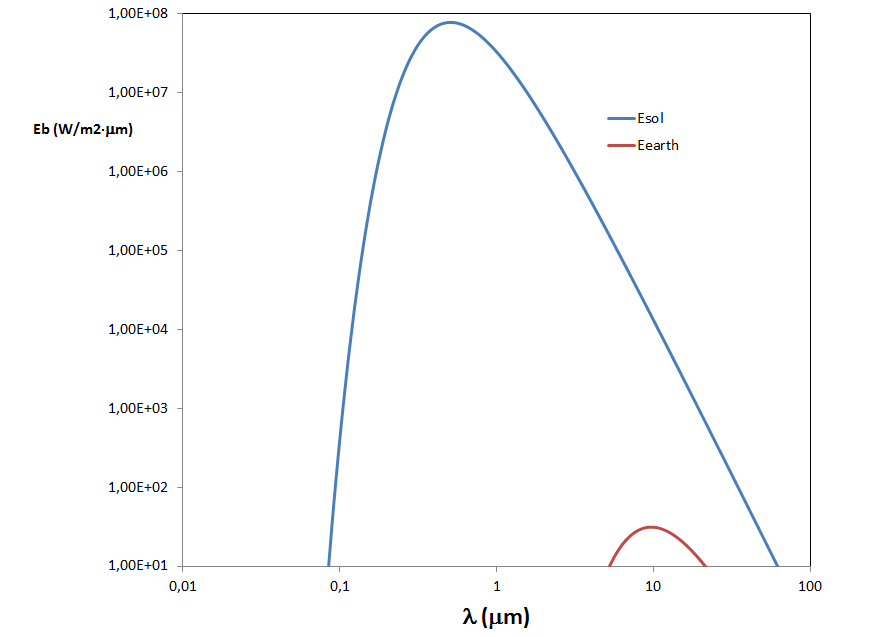 1,00E+08
1,00E+07
Eb (W/m2·μm)
1,00E+06
1,00E+05
1,00E+04
1,00E+03
1,00E+02
1,00E+01
Esol
Eearth
0,01
0,1
1
10
100
λ (μm)